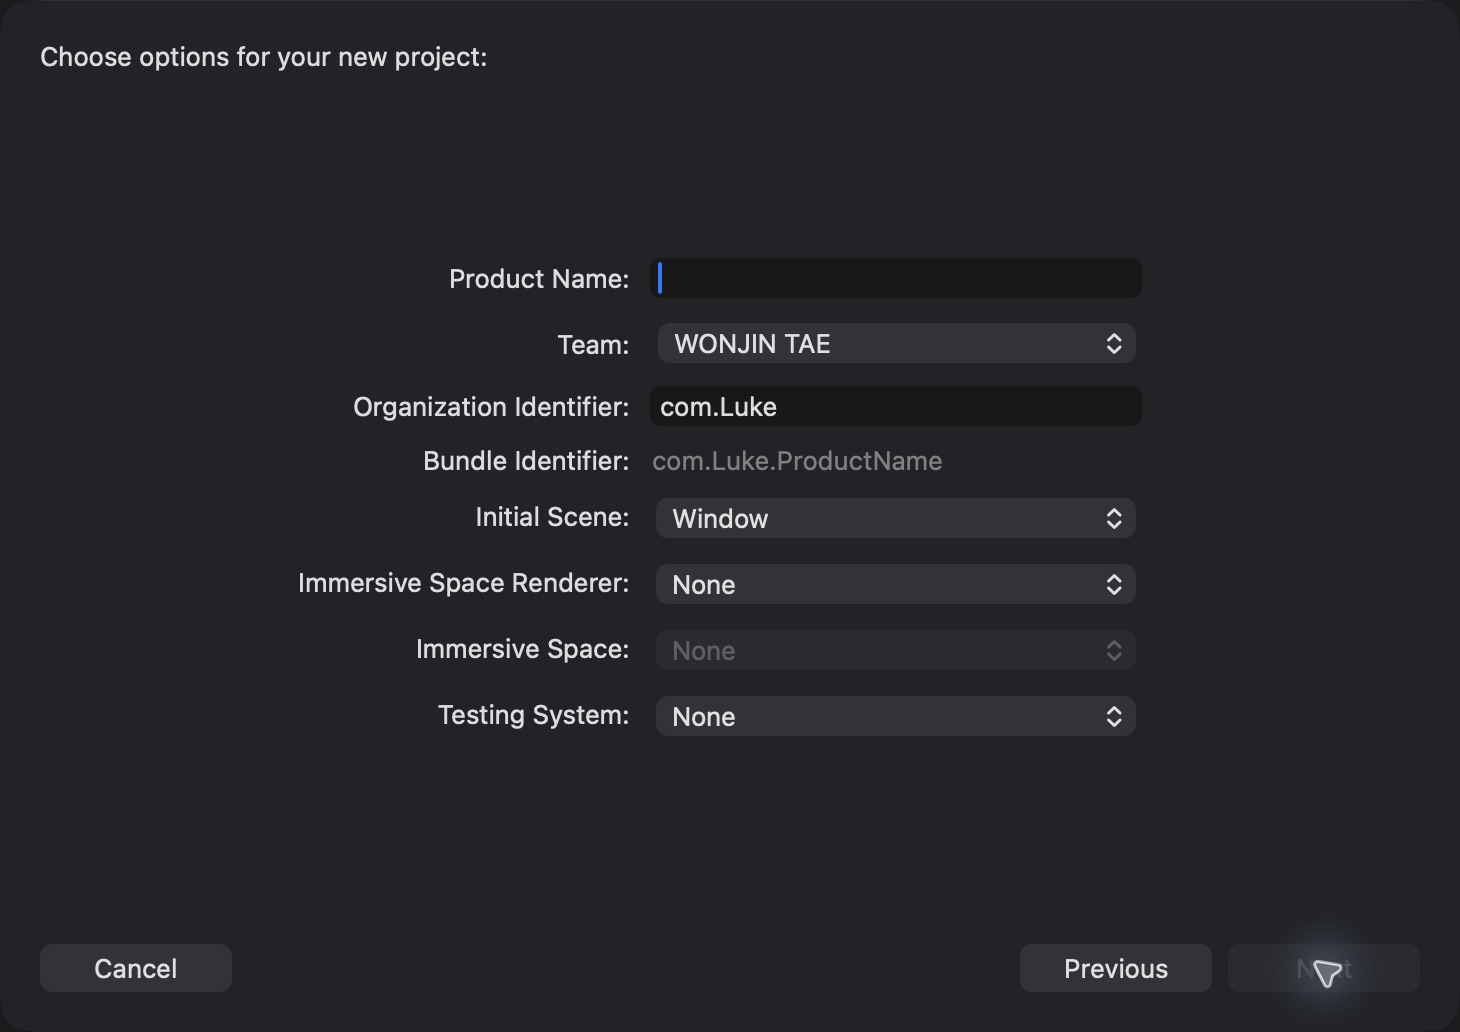 Choose options for your new project:
Product Name:
Team: WONJIN TAE
Organization Identifier: com.Luke
Bundle Identifier: com.Luke.ProductName
Initial Scene: Window
Immersive Space Renderer: None
Immersive Space: None
Testing System: None
Cancel Previous